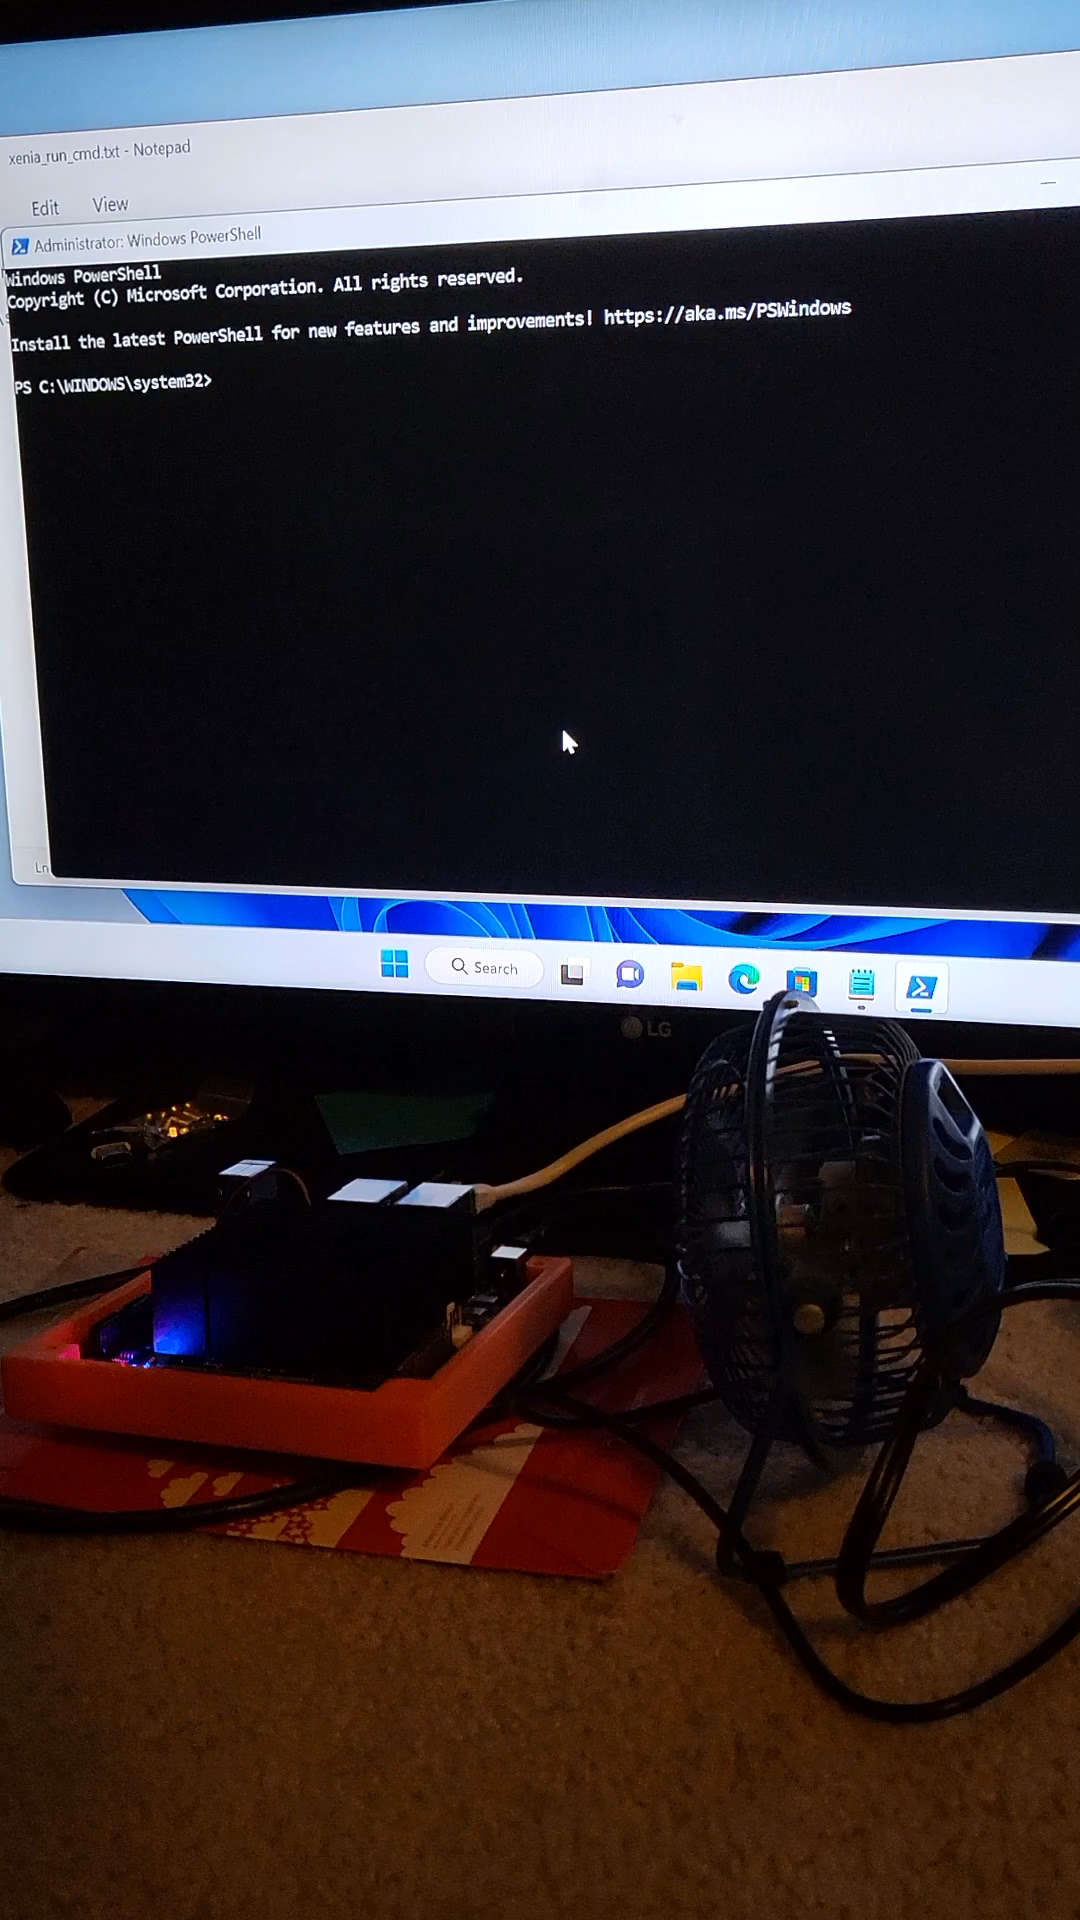 xenia_run_cmd.txt - Notepad
Edit View
Administrator: Windows PowerShell
Windows PowerShell
Copyright (C) Microsoft Corporation. All rights reserved.
Install the latest PowerShell for new features and improvements! https://aka.ms/PSWindows
PS C:\WINDOWS\system32>
Ln
Search
LG